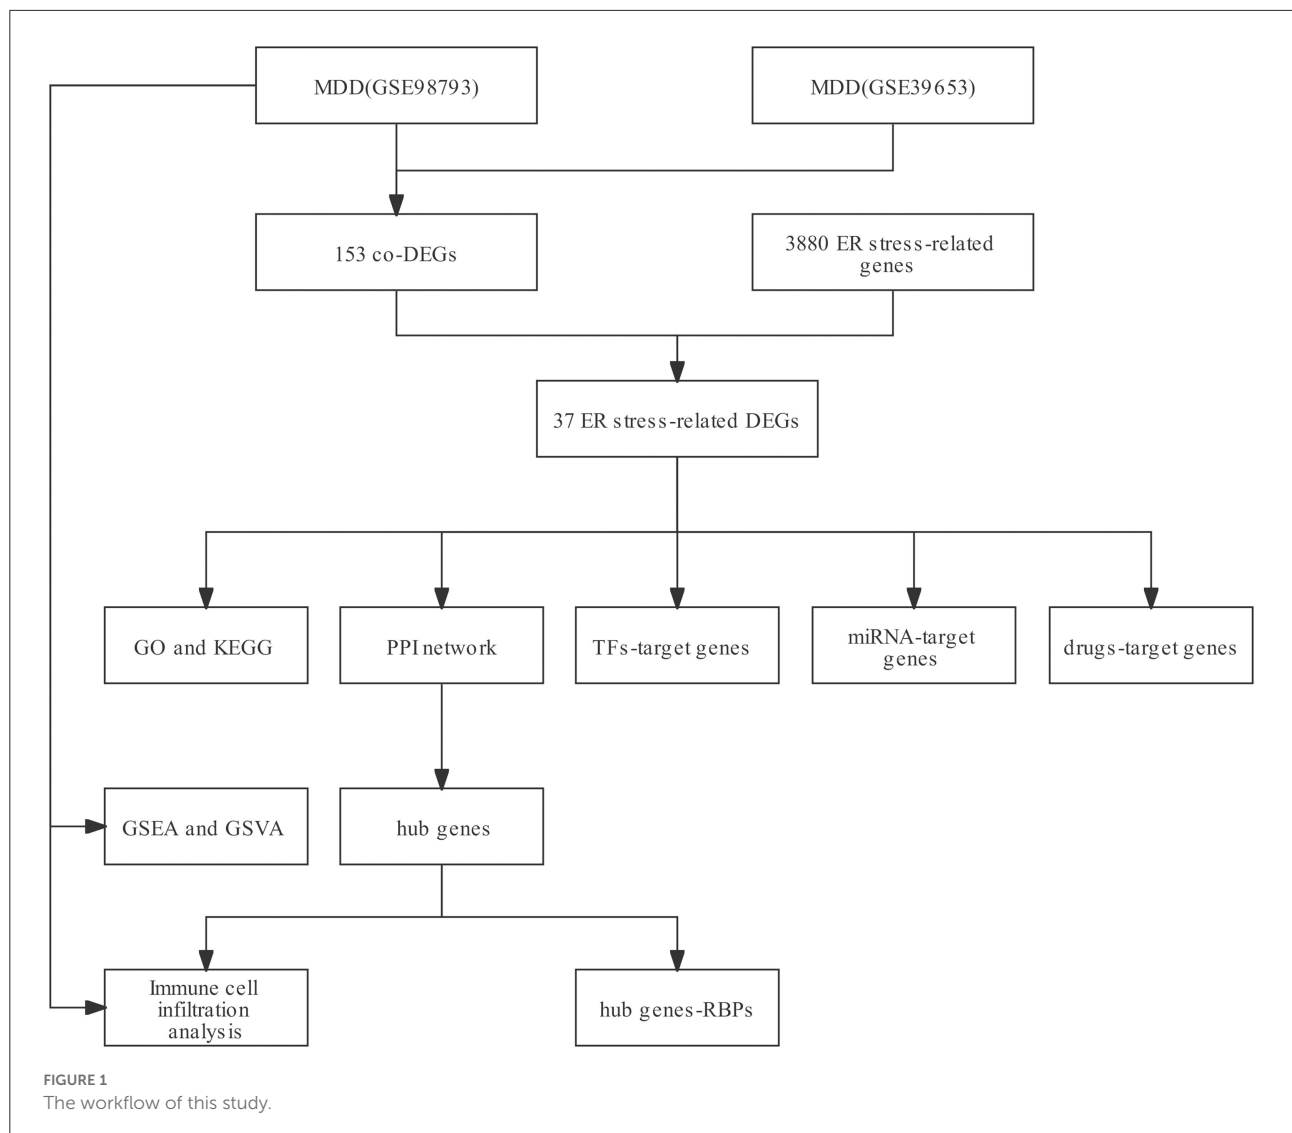 MDD(GSE98793)
MDD(GSE39653)
153 co-DEGs
3880 ER stress-related
genes
37 ER stress-related DEGs
GO and KEGG
PPI network
TFs-target genes
miRNA-target
genes
drugs-target genes
GSEA and GSVA
hub genes
Immune cell
infiltration
analysis
hub genes-RBPs
FIGURE 1
The workflow of this study.